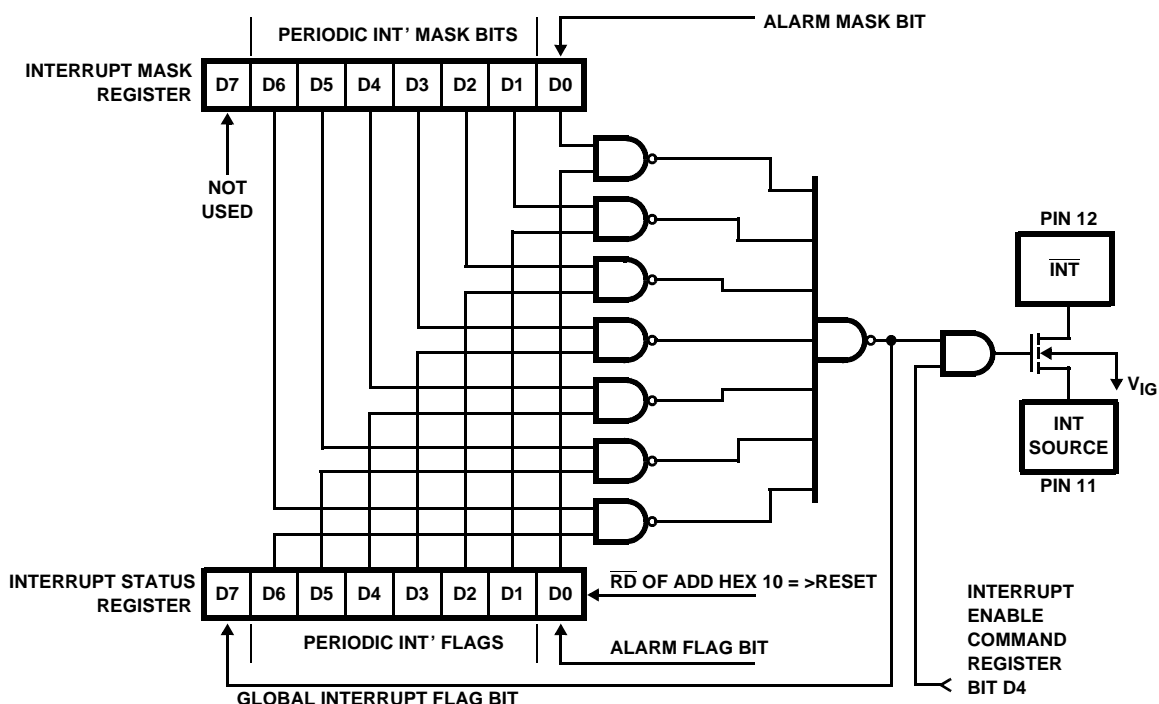 ALARM MASK BIT
PERIODIC INT’ MASK BITS
INTERRUPT MASK
REGISTER
D7 D6 D5 D4 D3 D2 D1 D0
NOT
USED
PIN 12
INT
VIG
INT
SOURCE
PIN 11
INTERRUPT STATUS
REGISTER
D7 D6 D5 D4 D3 D2 D1 D0
RD OF ADD HEX 10 = >RESET
PERIODIC INT’ FLAGS
ALARM FLAG BIT
GLOBAL INTERRUPT FLAG BIT
INTERRUPT
ENABLE
COMMAND
REGISTER
BIT D4